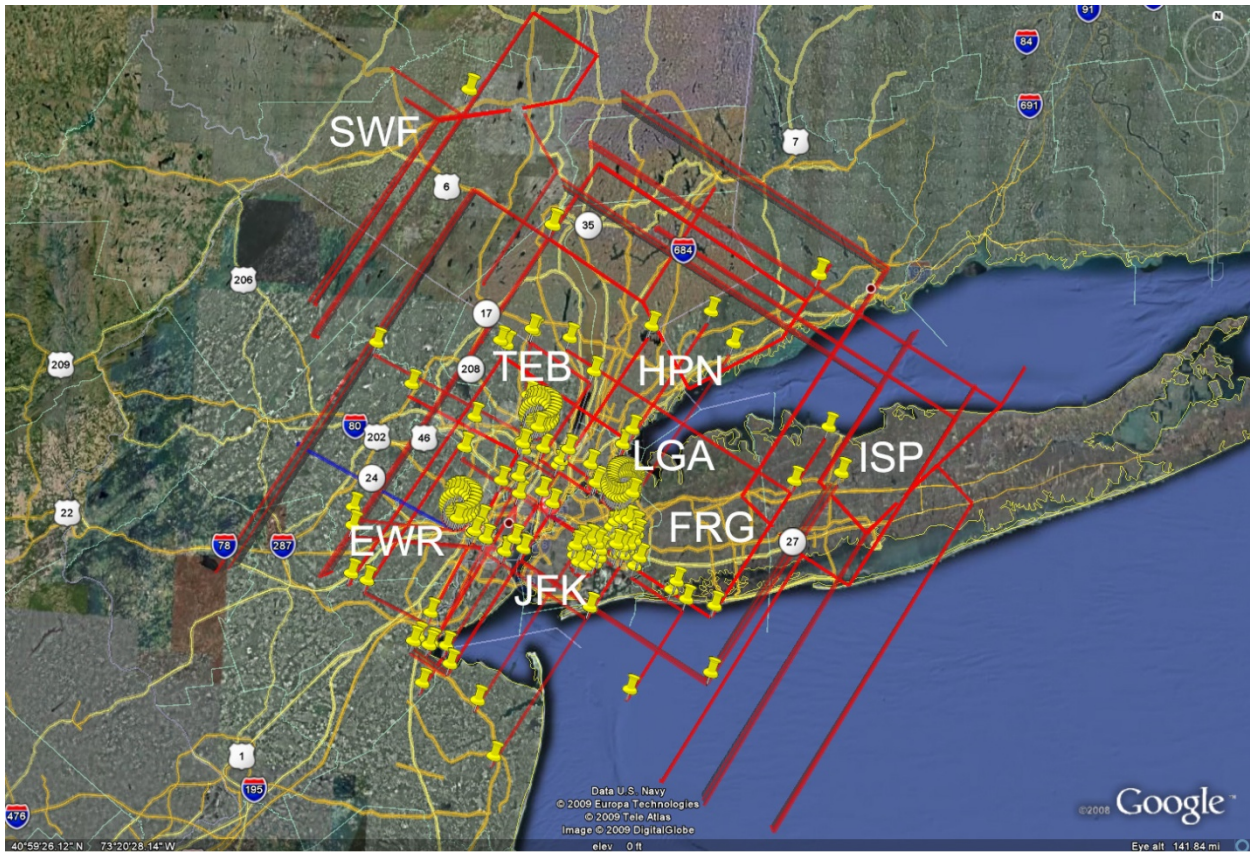 91
N
84
691
SWF
7
6
35
684
206
17
209
TEB
HPN
208
80
202
46
LGA
ISP
24
22
EWR
FRG
27
78
287
JFK
1
195
476
Data U.S. Navy
© 2009 Europa Technologies
© 2009 Tele Atlas
Image © 2009 DigitalGlobe
©2008 Google
40°59'26.12" N 73°20'28.14" W
elev 0 ft
Eye alt 141.84 mi